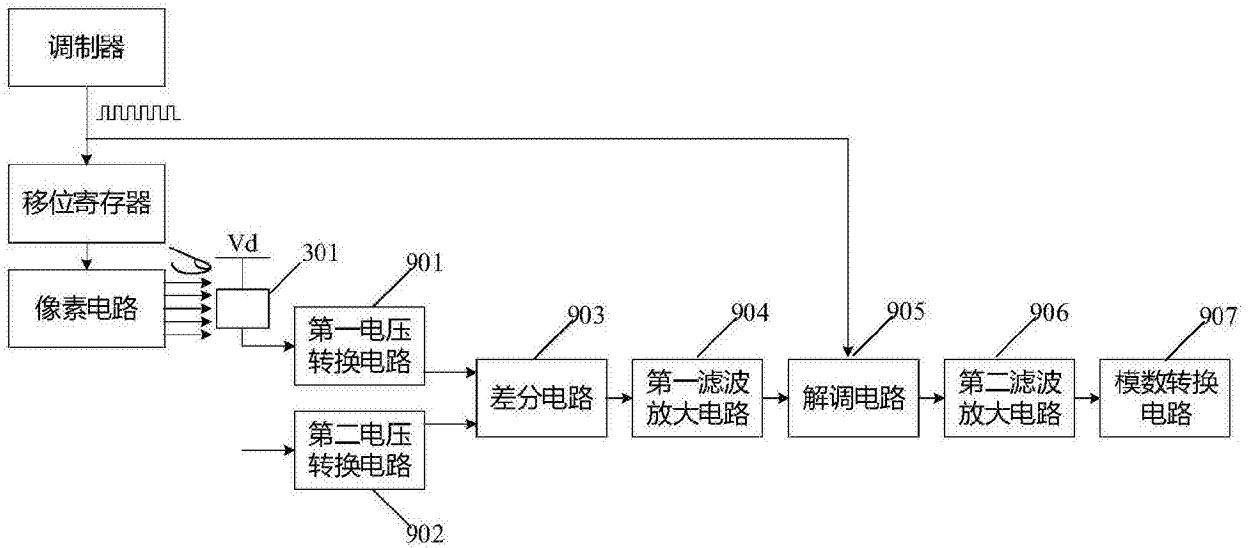 调制器
移位寄存器
像素电路
Vd
301
901
第一电压
转换电路
第二电压
转换电路
902
903
差分电路
904
第一滤波
放大电路
905
解调电路
906
第二滤波
放大电路
907
模数转换
电路